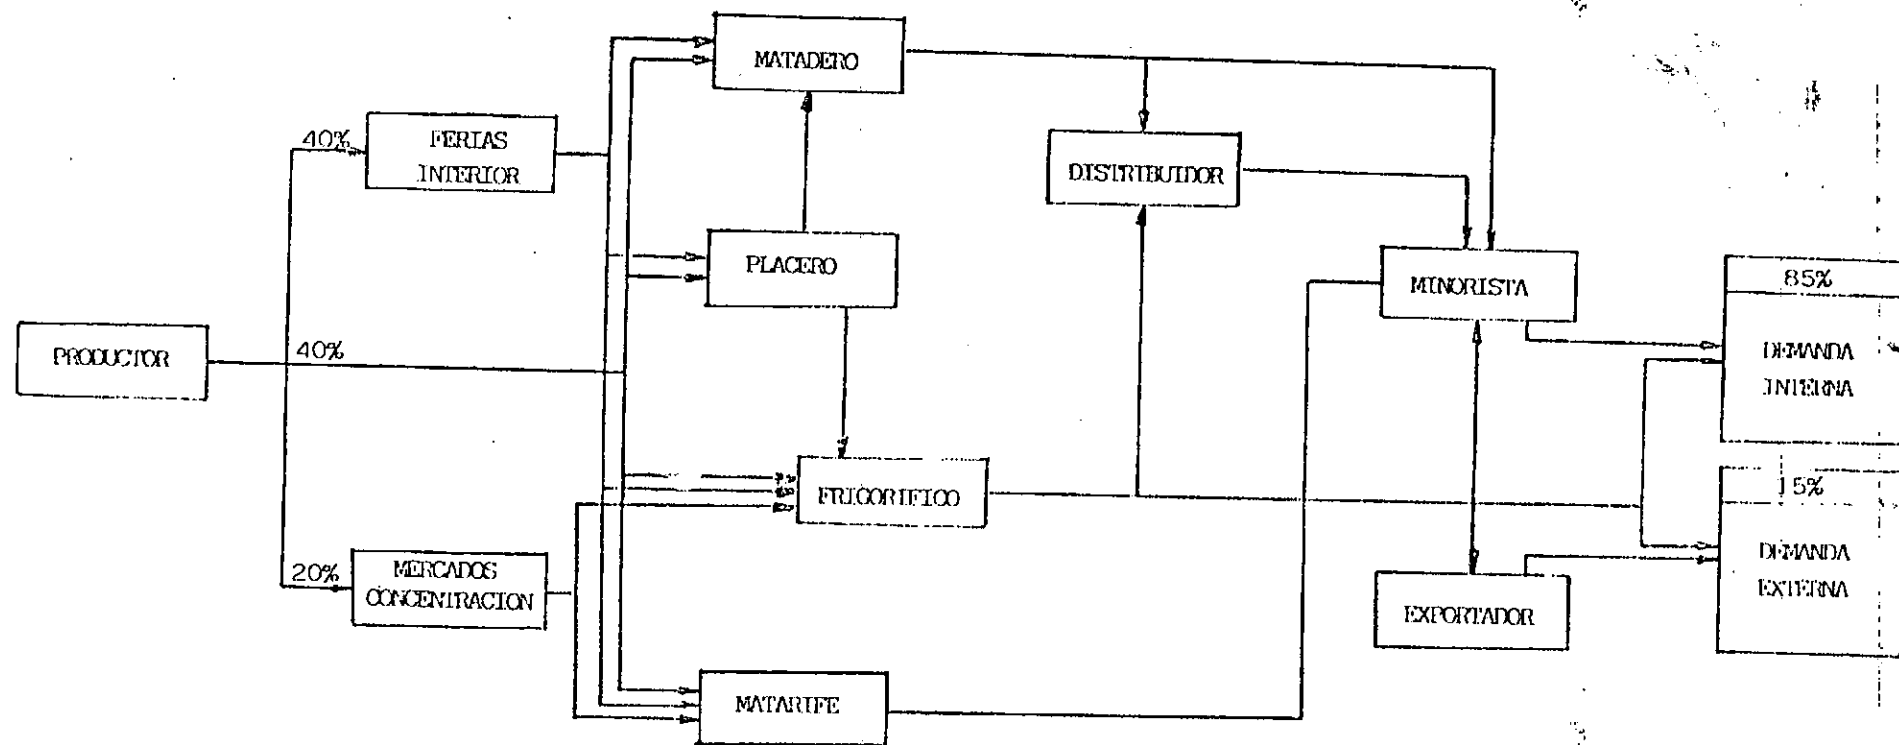 MATADERO
40%
FERIAS
INTERIOR
DISTRIBUIDOR
PLACERO
MINORISTA
85%
PRODUCTOR
40%
DEMANDA
INTERNA
FRIGORIFICO
15%
20%
MERCADOS
CONCENTRACION
DEMANDA
EXTERNA
EXPORTADOR
MATARIFE